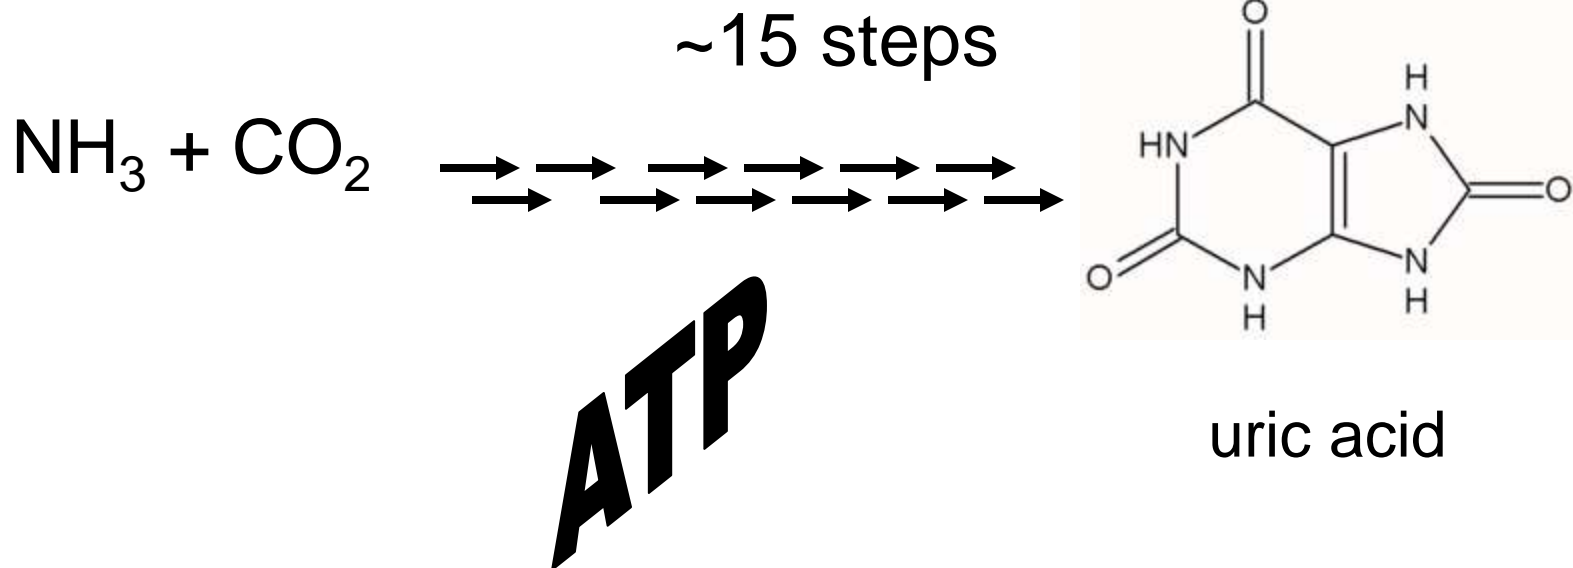 ~15 steps
NH₃ + CO₂
O
H
N
HN
O
O
N
N
H
H
ATP
uric acid